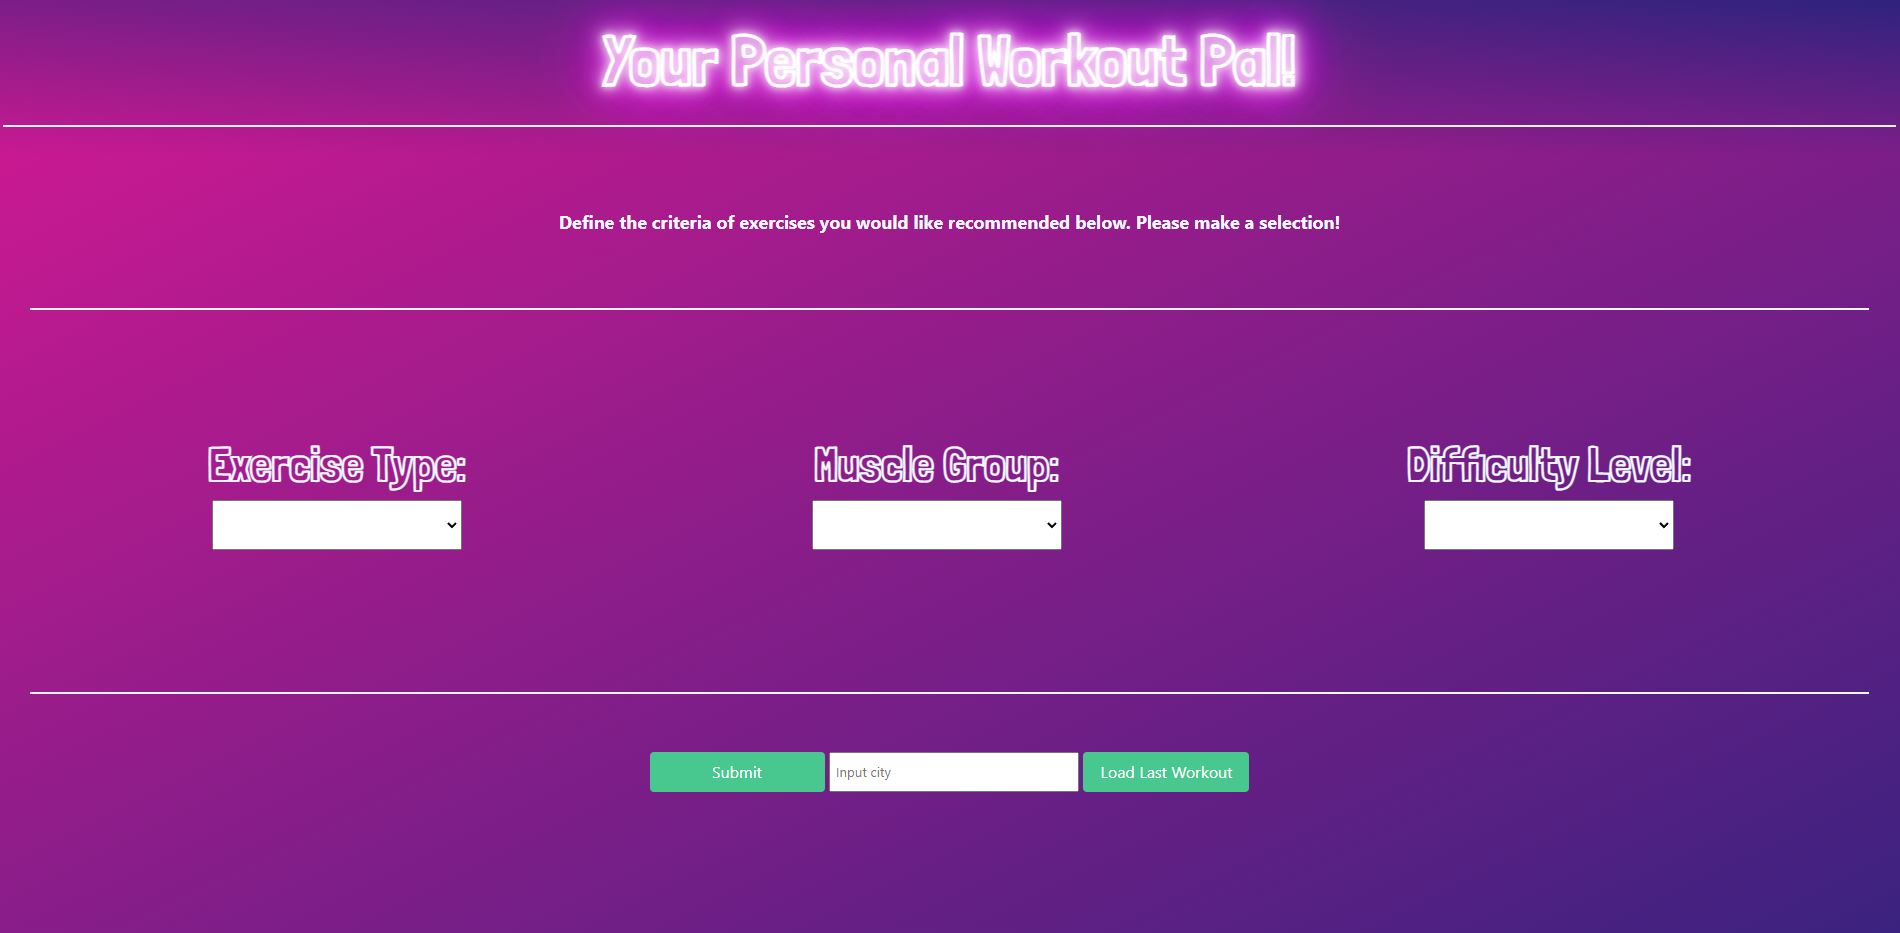 Your Personal Workout Pal!
Define the criteria of exercises you would like recommended below. Please make a selection!
Exercise Type:
Muscle Group:
Difficulty Level:
Submit
Input city
Load Last Workout